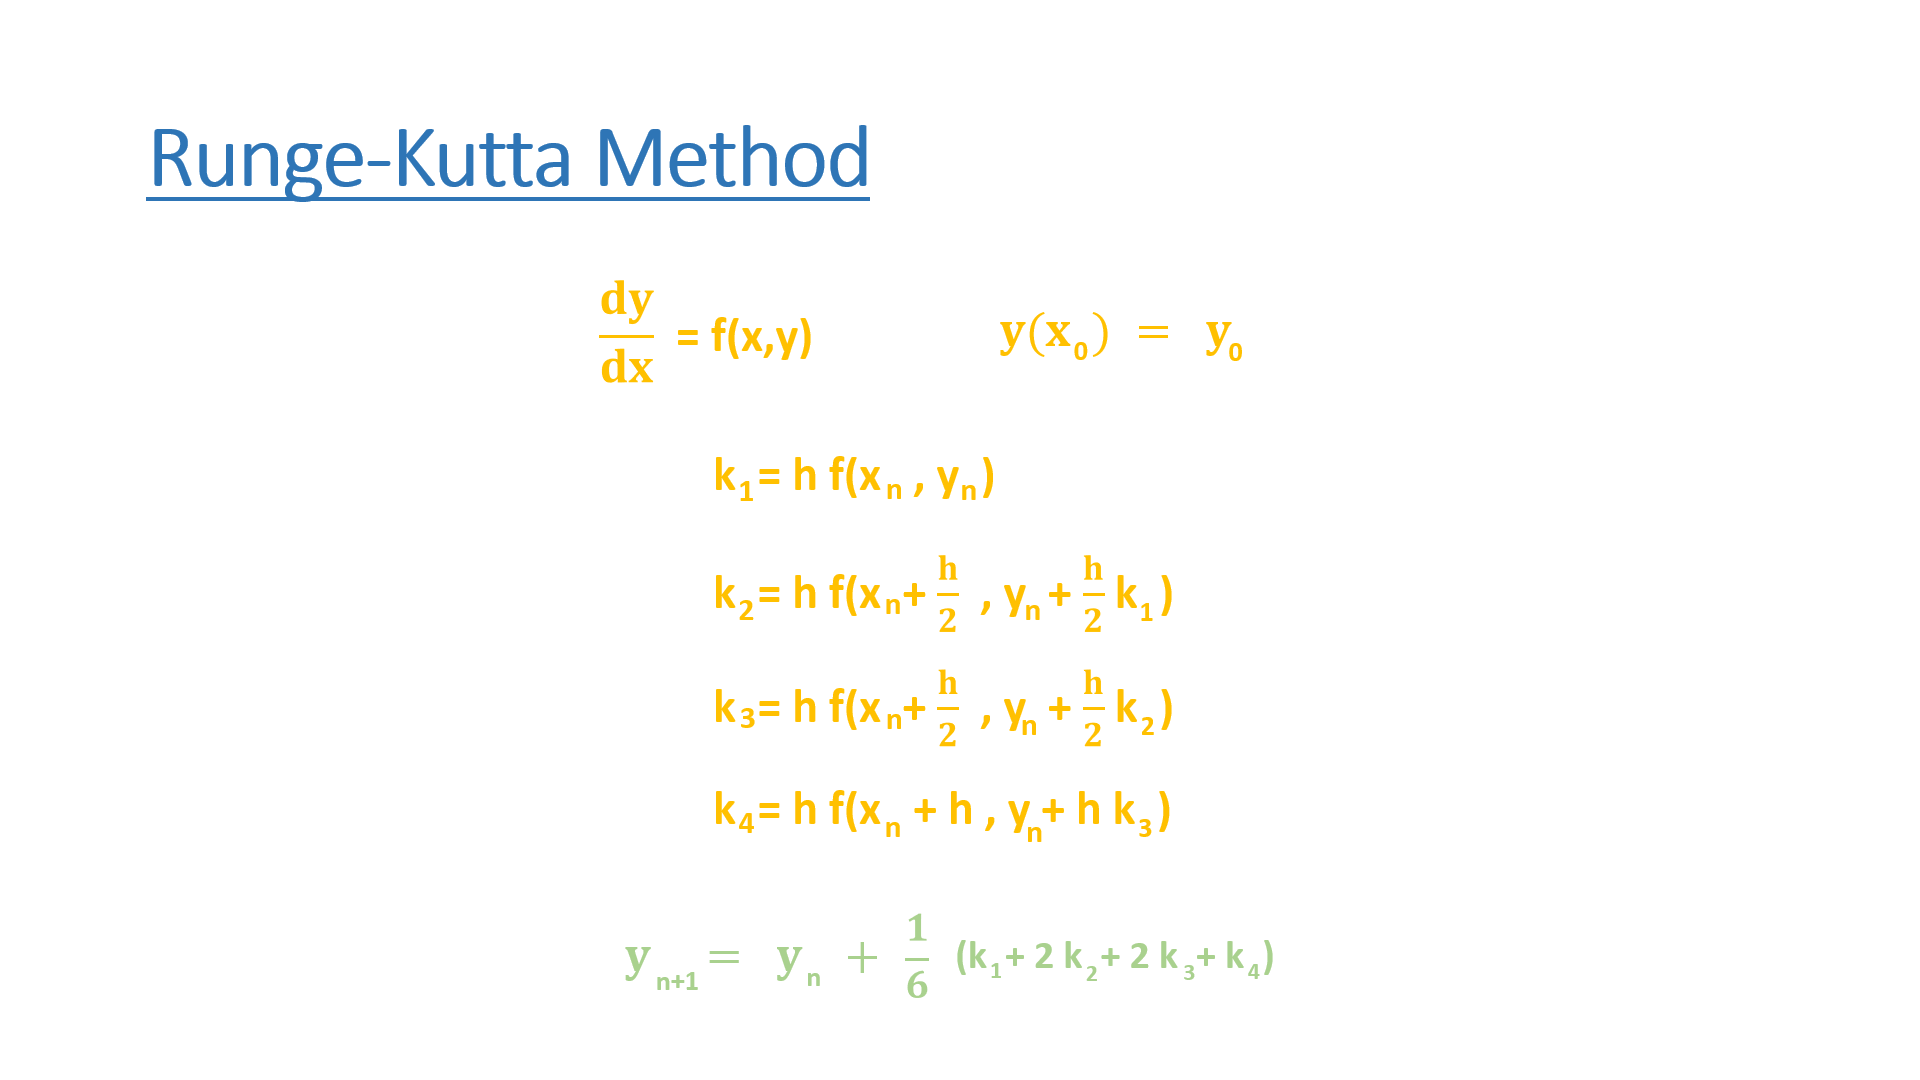 Runge-Kutta Method
dy/dx = f(x,y) y(x₀) = y₀
k₁= h f(xₙ , yₙ)
k₂= h f(xₙ+ h/2 , yₙ + h/2 k₁)
k₃= h f(xₙ+ h/2 , yₙ + h/2 k₂)
k₄= h f(xₙ + h , yₙ+ h k₃)
yₙ₊₁ = yₙ + 1/6 (k₁+ 2 k₂+ 2 k₃+ k₄)